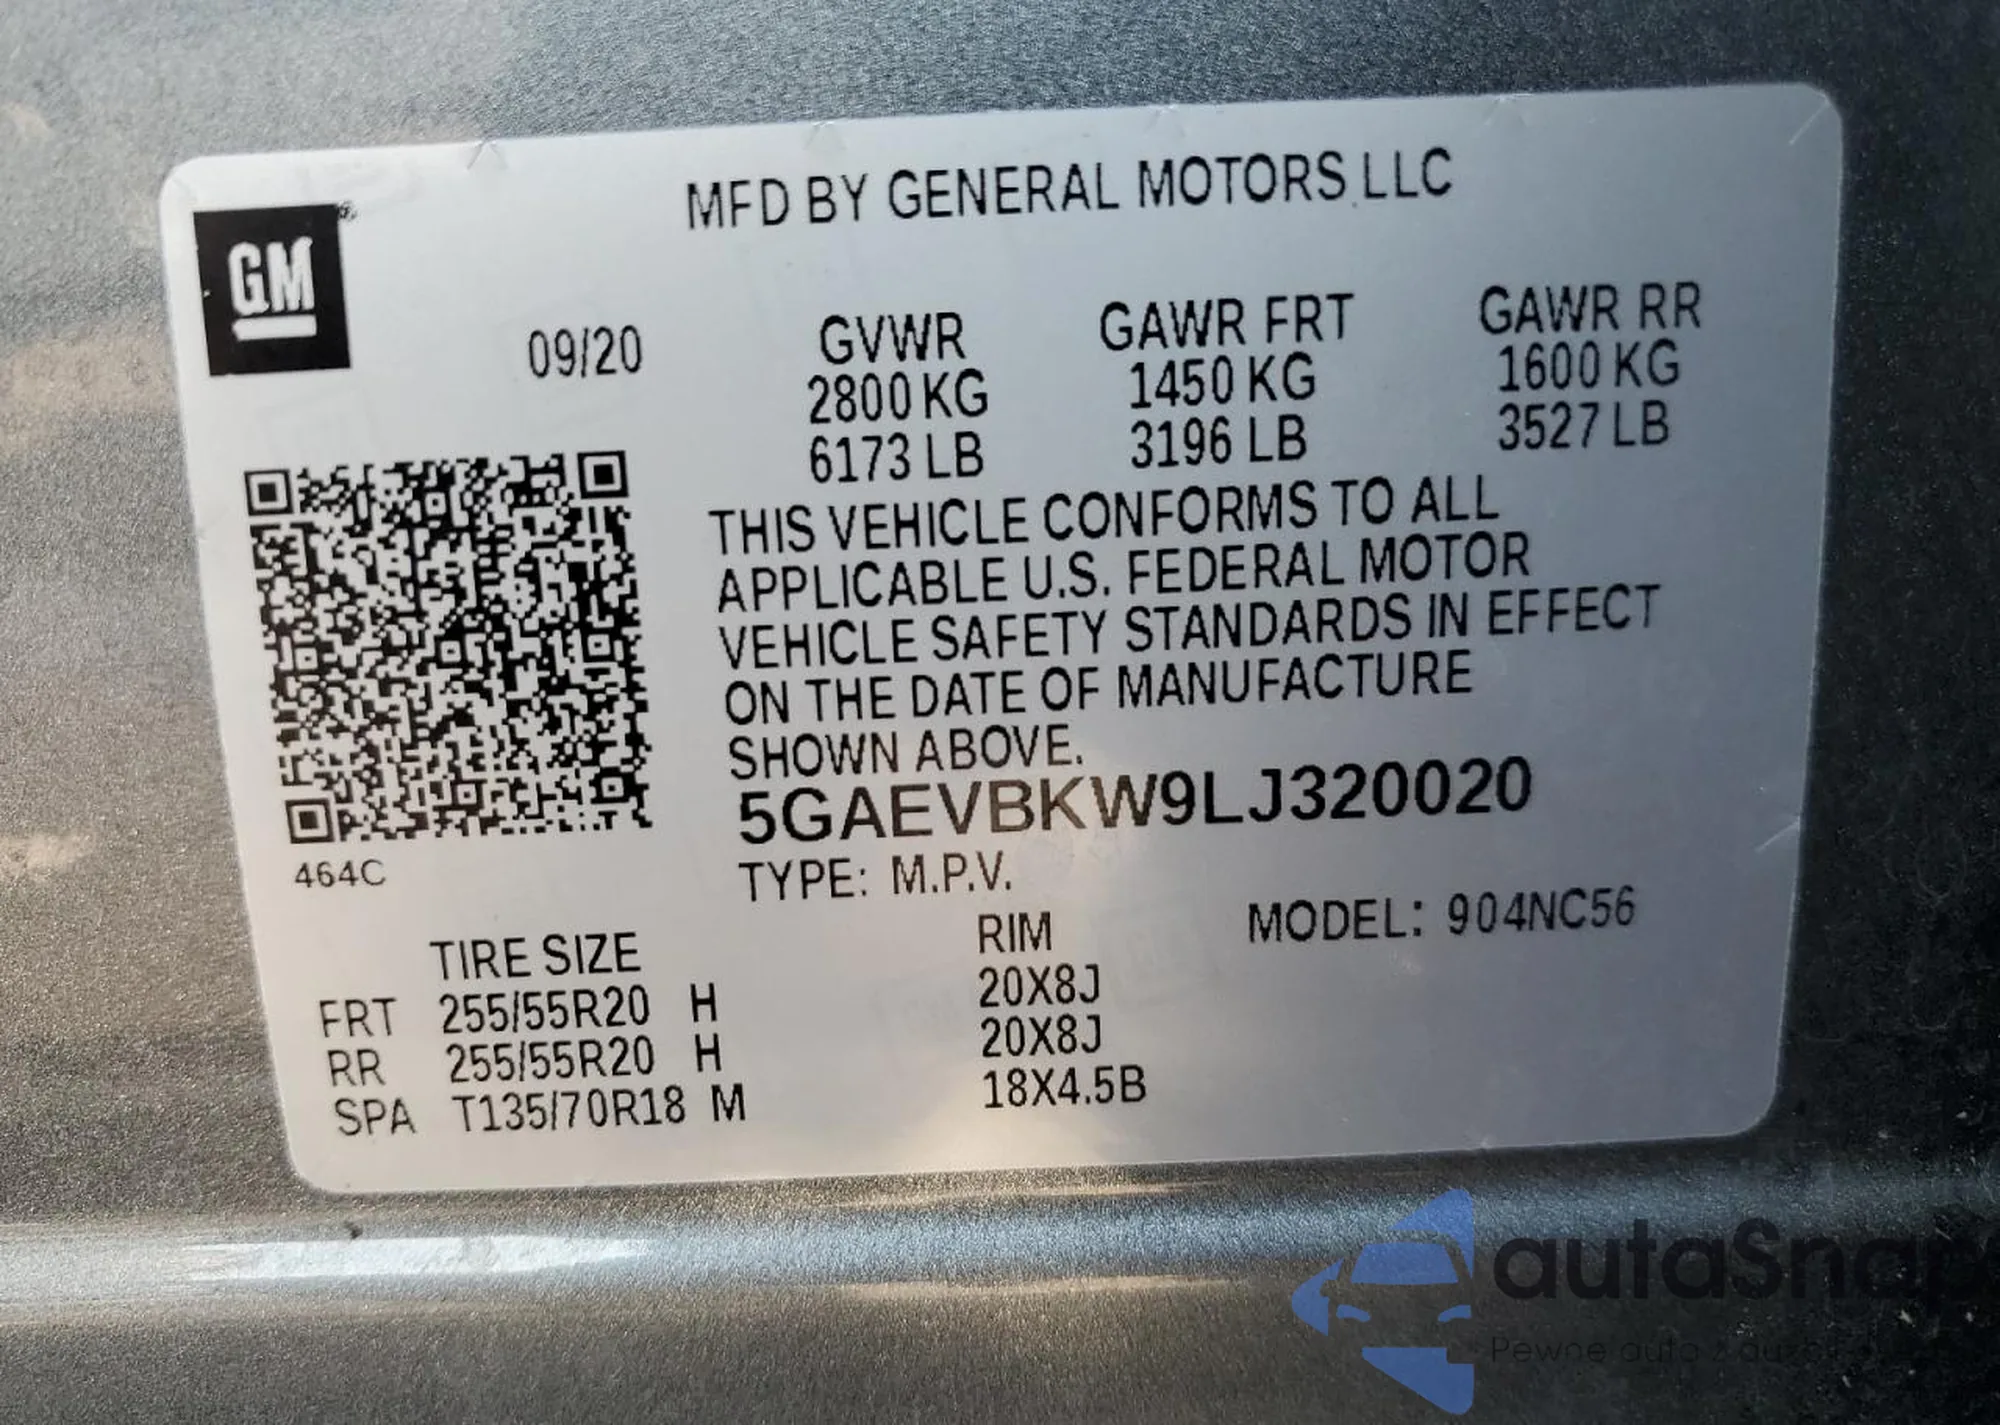 MFD BY GENERAL MOTORS LLC
GM ®
09/20
GVWR GAWR FRT GAWR RR
2800 KG 1450 KG 1600 KG
6173 LB 3196 LB 3527 LB
THIS VEHICLE CONFORMS TO ALL
APPLICABLE U.S. FEDERAL MOTOR
VEHICLE SAFETY STANDARDS IN EFFECT
ON THE DATE OF MANUFACTURE
SHOWN ABOVE.
5GAEVBKW9LJ320020
464C
TYPE: M.P.V.
MODEL: 904NC56
TIRE SIZE RIM
FRT 255/55R20 H 20X8J
RR 255/55R20 H 20X8J
SPA T135/70R18 M 18X4.5B
autaSnap
Pewne auto z